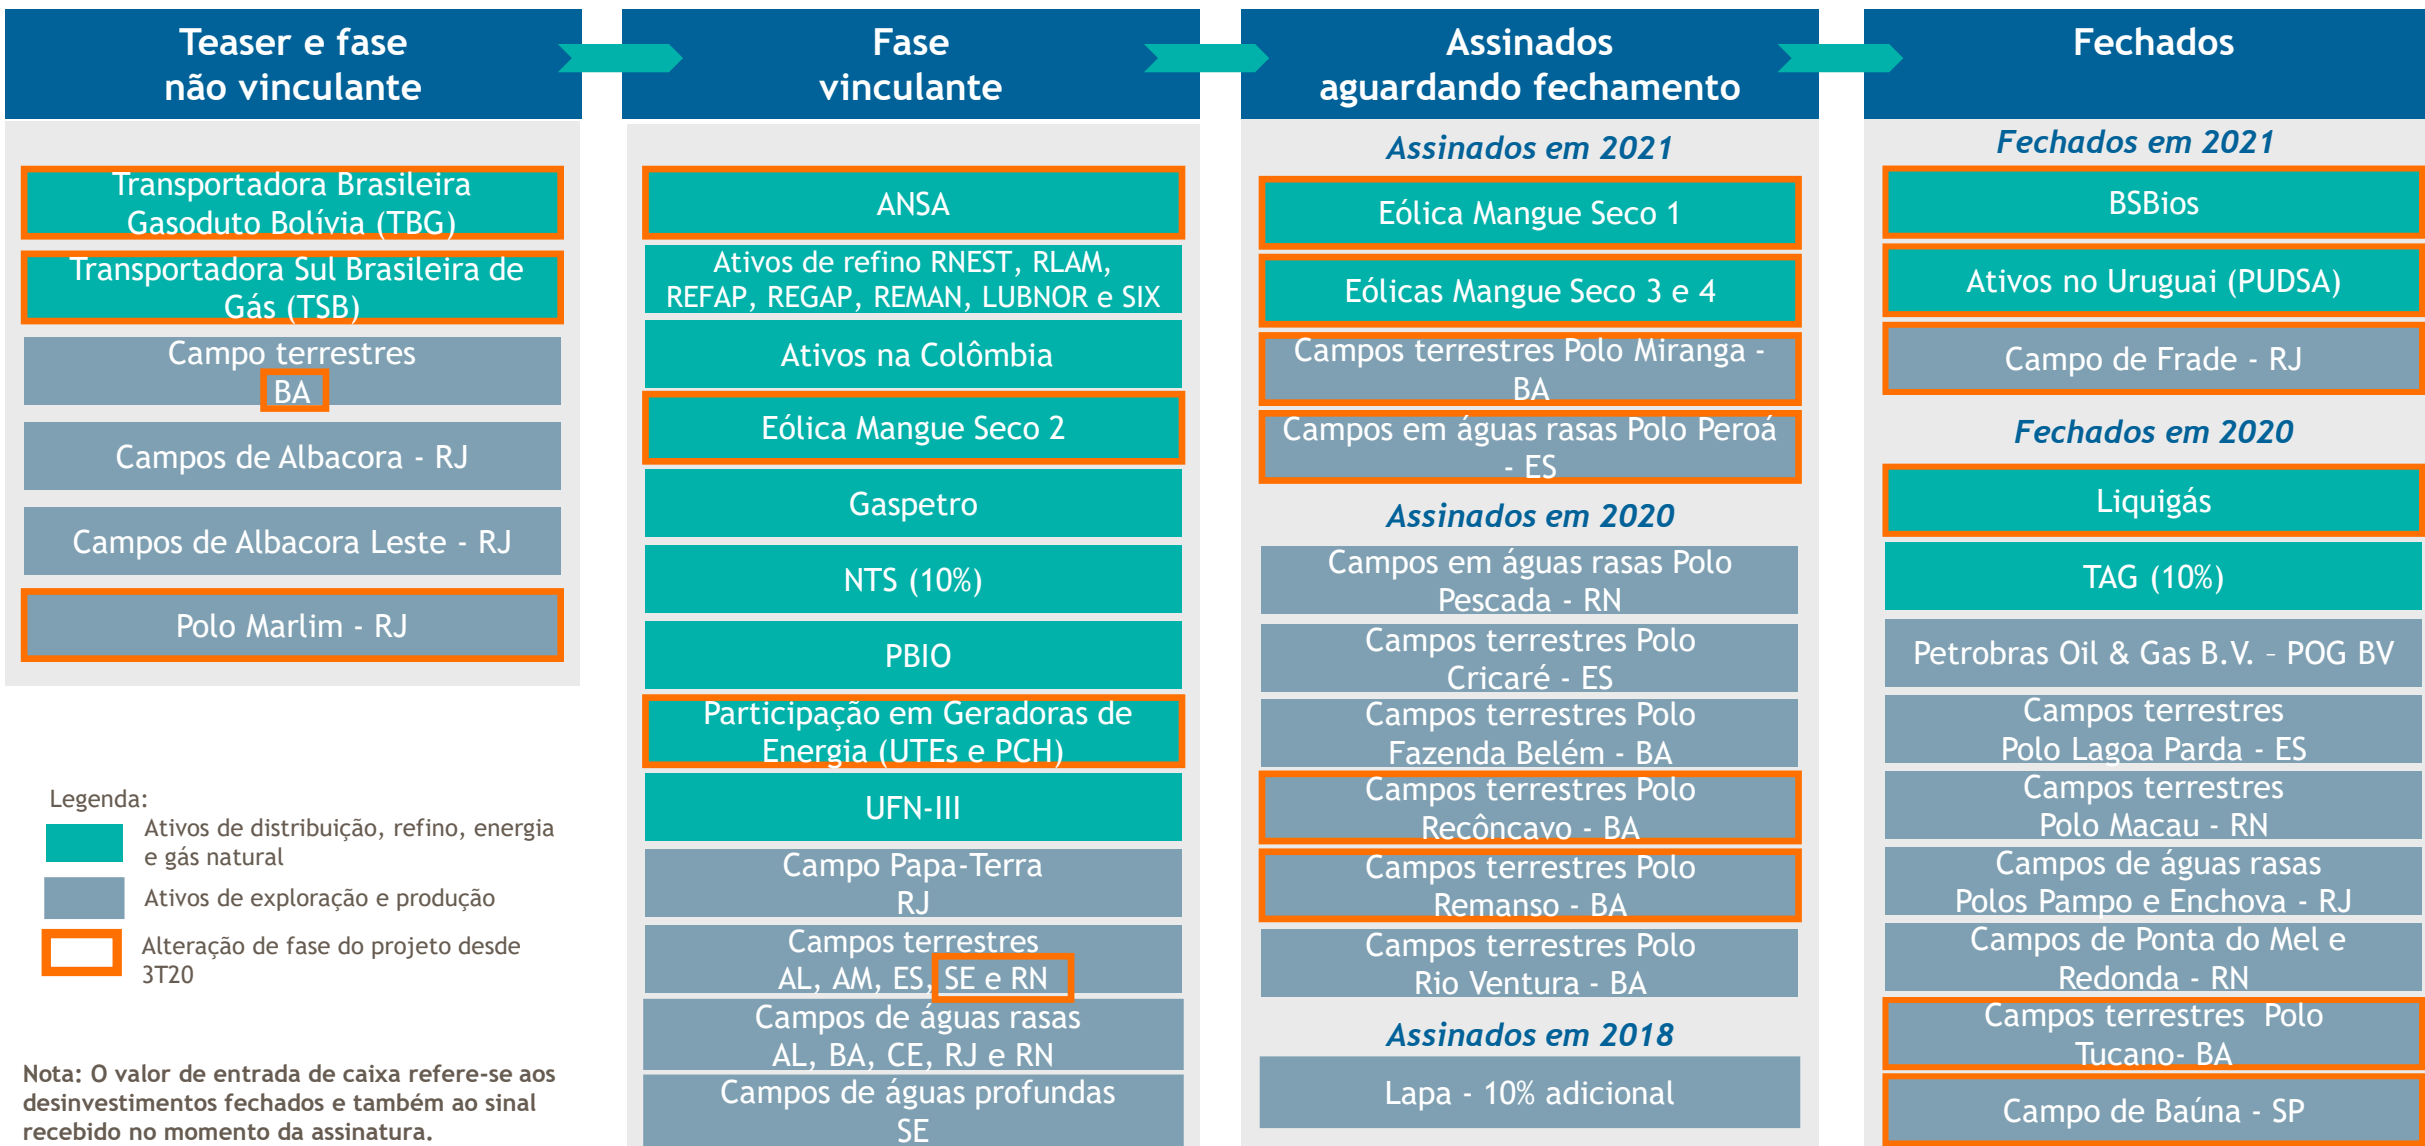 Teaser e fase
não vinculante
Transportadora Brasileira
Gasoduto Bolívia (TBG)
Transportadora Sul Brasileira de
Gás (TSB)
Campo terrestres
BA
Campos de Albacora - RJ
Campos de Albacora Leste - RJ
Polo Marlim - RJ
Legenda:
Ativos de distribuição, refino, energia
e gás natural
Ativos de exploração e produção
Alteração de fase do projeto desde
3T20
Nota: O valor de entrada de caixa refere-se aos
desinvestimentos fechados e também ao sinal
recebido no momento da assinatura.
Fase
vinculante
ANSA
Ativos de refino RNEST, RLAM,
REFAP, REGAP, REMAN, LUBNOR e SIX
Ativos na Colômbia
Eólica Mangue Seco 2
Gaspetro
NTS (10%)
PBIO
Participação em Geradoras de
Energia (UTEs e PCH)
UFN-III
Campo Papa-Terra
RJ
Campos terrestres
AL, AM, ES, SE e RN
Campos de águas rasas
AL, BA, CE, RJ e RN
Campos de águas profundas
SE
Assinados
aguardando fechamento
Assinados em 2021
Eólica Mangue Seco 1
Eólicas Mangue Seco 3 e 4
Campos terrestres Polo Miranga -
BA
Campos em águas rasas Polo Peroá
- ES
Assinados em 2020
Campos em águas rasas Polo
Pescada - RN
Campos terrestres Polo
Cricaré - ES
Campos terrestres Polo
Fazenda Belém - BA
Campos terrestres Polo
Recôncavo - BA
Campos terrestres Polo
Remanso - BA
Campos terrestres Polo
Rio Ventura - BA
Assinados em 2018
Lapa - 10% adicional
Fechados
Fechados em 2021
BSBios
Ativos no Uruguai (PUDSA)
Campo de Frade - RJ
Fechados em 2020
Liquigás
TAG (10%)
Petrobras Oil & Gas B.V. – POG BV
Campos terrestres
Polo Lagoa Parda - ES
Campos terrestres
Polo Macau - RN
Campos de águas rasas
Polos Pampo e Enchova - RJ
Campos de Ponta do Mel e
Redonda - RN
Campos terrestres  Polo
Tucano- BA
Campo de Baúna - SP